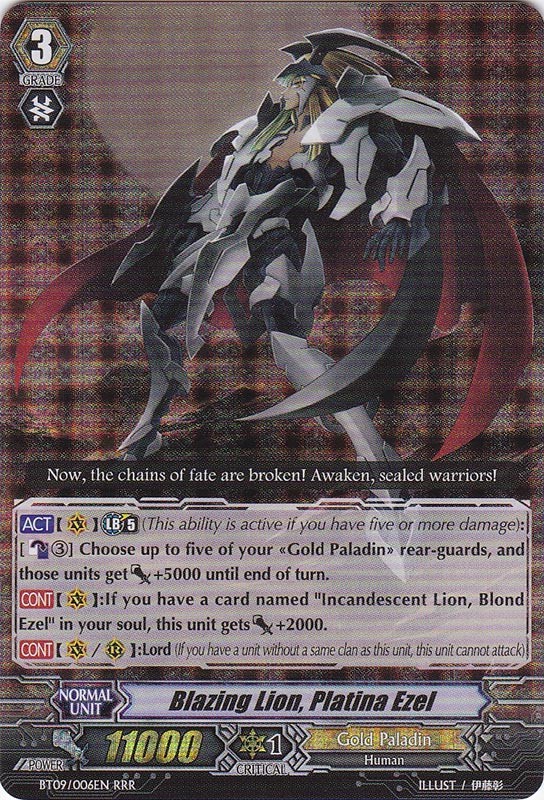 3
GRADE
Now, the chains of fate are broken! Awaken, sealed warriors!
ACT [ ] LB 5 (This ability is active if you have five or more damage):
[ ③] Choose up to five of your «Gold Paladin» rear-guards, and
those units get +5000 until end of turn.
CONT [ ]:If you have a card named "Incandescent Lion, Blond
Ezel" in your soul, this unit gets +2000.
CONT [ / ]:Lord (If you have a unit without a same clan as this unit, this unit cannot attack)
NORMAL
UNIT
Blazing Lion, Platina Ezel
POWER 11000
1
CRITICAL
Gold Paladin
Human
BT09/006EN RRR
ILLUST / 伊藤彰